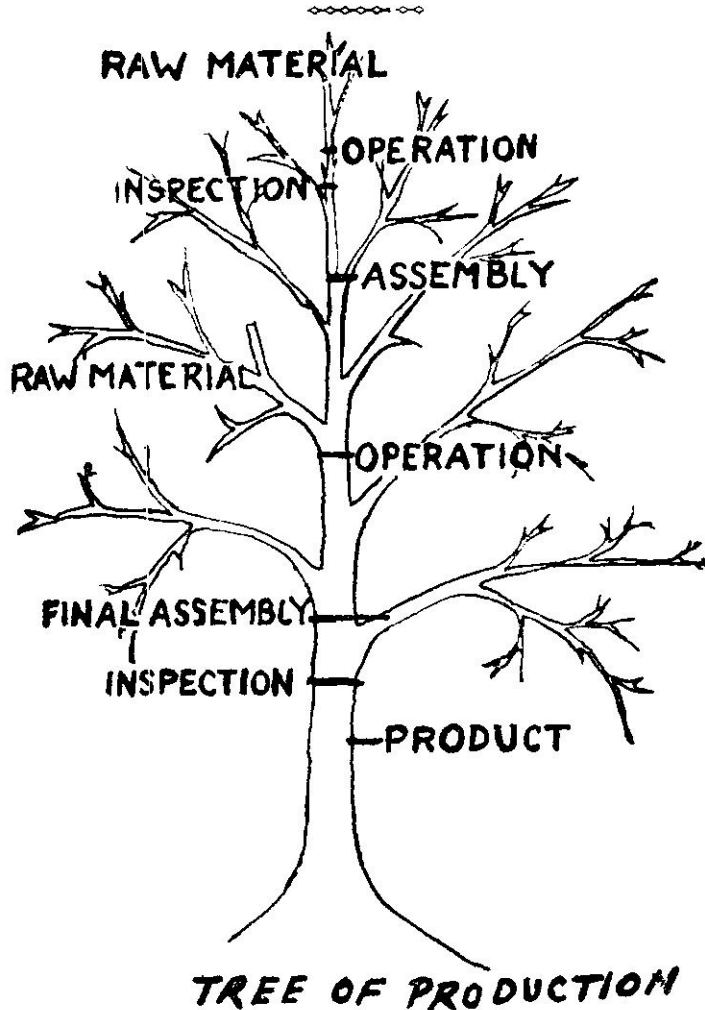 RAW MATERIAL
OPERATION
INSPECTION
ASSEMBLY
RAW MATERIAL
OPERATION
FINAL ASSEMBLY
INSPECTION
PRODUCT
TREE OF PRODUCTION